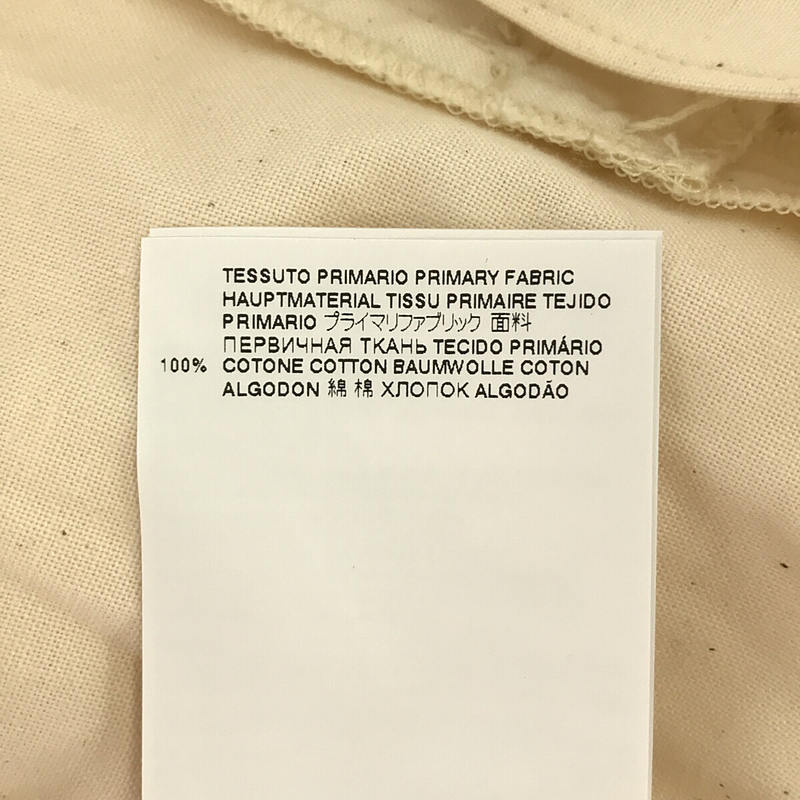 TESSUTO PRIMARIO PRIMARY FABRIC
HAUPTMATERIAL TISSU PRIMAIRE TEJIDO
PRIMARIO プライマリファブリック 面料
ПЕРВИЧНАЯ ТКАНЬ TECIDO PRIMÁRIO
100% COTONE COTTON BAUMWOLLE COTON
ALGODON 綿 棉 ХЛОПОК ALGODÃO